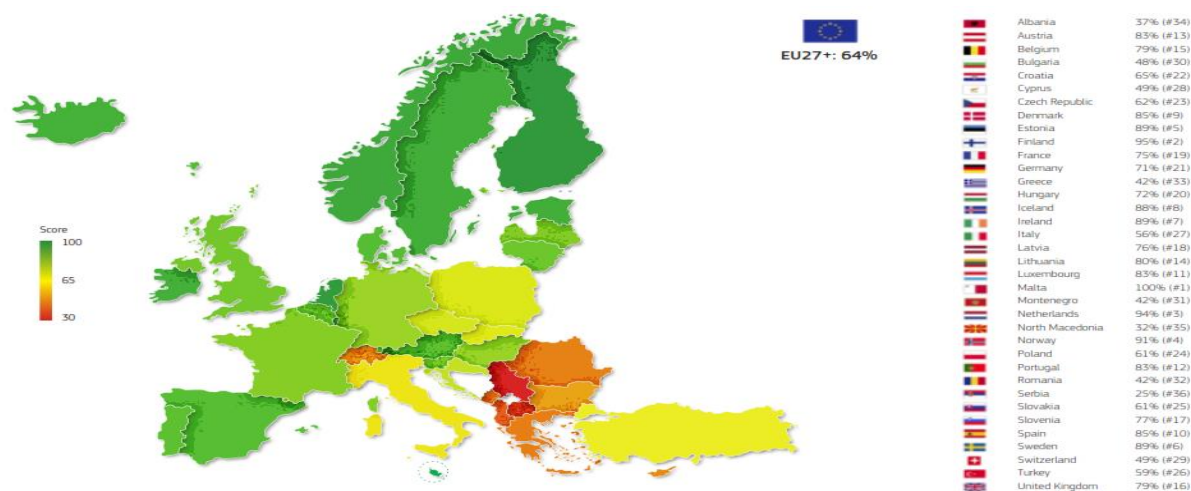 EU27+: 64%
Score
100
65
30
Albania 37% (#34)
Austria 83% (#13)
Belgium 79% (#15)
Bulgaria 48% (#30)
Croatia 65% (#22)
Cyprus 49% (#28)
Czech Republic 62% (#23)
Denmark 85% (#9)
Estonia 89% (#5)
Finland 95% (#2)
France 75% (#19)
Germany 71% (#21)
Greece 42% (#33)
Hungary 72% (#20)
Iceland 88% (#8)
Ireland 89% (#7)
Italy 56% (#27)
Latvia 76% (#18)
Lithuania 80% (#14)
Luxembourg 83% (#11)
Malta 100% (#1)
Montenegro 42% (#31)
Netherlands 94% (#3)
North Macedonia 32% (#35)
Norway 91% (#4)
Poland 61% (#24)
Portugal 83% (#12)
Romania 42% (#32)
Serbia 25% (#36)
Slovakia 61% (#25)
Slovenia 77% (#17)
Spain 85% (#10)
Sweden 89% (#6)
Switzerland 49% (#29)
Turkey 59% (#26)
United Kingdom 79% (#16)